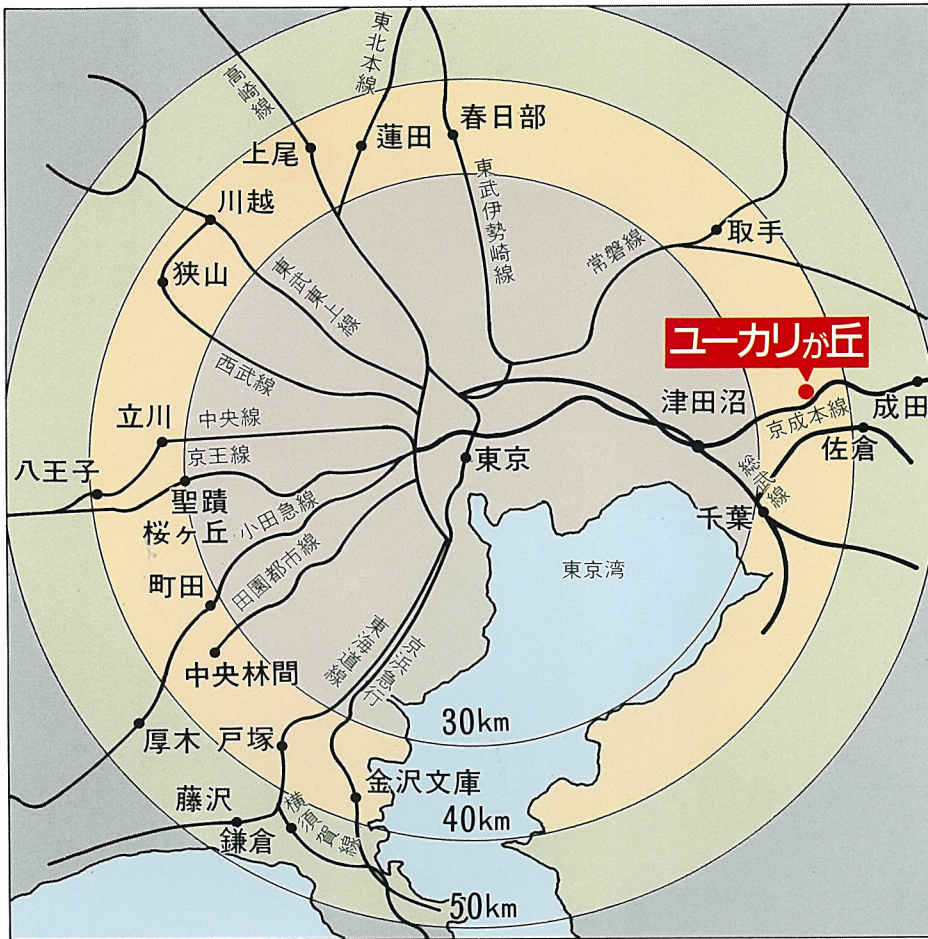 東北本線
高崎線
春日部
蓮田
上尾
東武伊勢崎線
川越
取手
常磐線
狭山
東武東上線
ユーカリが丘
西武線
津田沼
成田
京成本線
立川
中央線
佐倉
京王線
東京
八王子
総武線
聖蹟
桜ヶ丘
小田急線
千葉
田園都市線
東京湾
町田
中央林間
東海道線
京浜急行
30km
厚木
戸塚
金沢文庫
藤沢
横須賀線
40km
鎌倉
50km